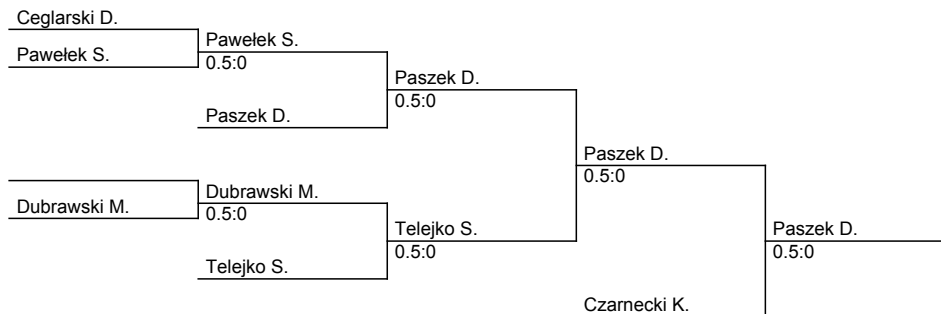 Ceglarski D.
Pawełek S.
Pawełek S.
0.5:0
Paszek D.
Paszek D.
0.5:0
Dubrawski M.
Dubrawski M.
0.5:0
Telejko S.
Telejko S.
0.5:0
Paszek D.
0.5:0
Czarnecki K.
Paszek D.
0.5:0